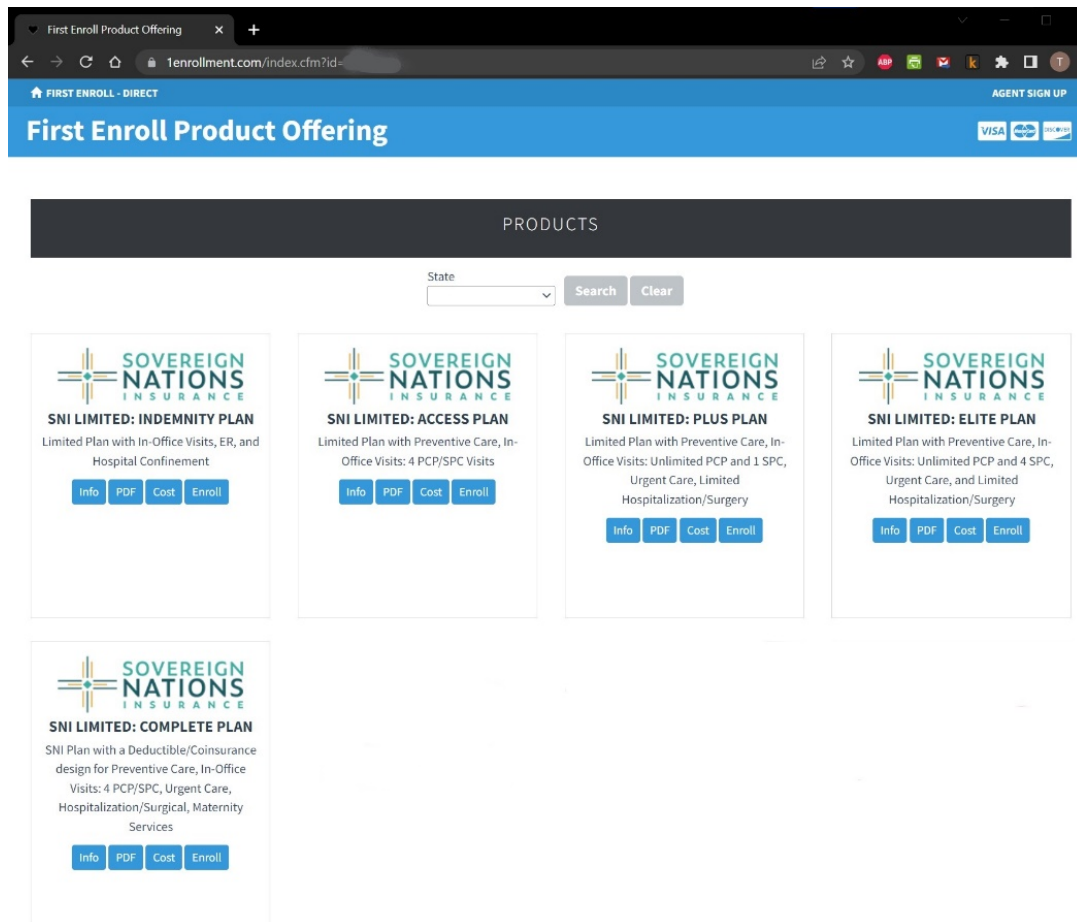 First Enroll Product Offering
1enrollment.com/index.cfm?id=
ABP
k
T
FIRST ENROLL - DIRECT
AGENT SIGN UP
First Enroll Product Offering
VISA
DISCOVER
PRODUCTS
State
Search
Clear
SOVEREIGN
NATIONS
INSURANCE
SNI LIMITED: INDEMNITY PLAN
Limited Plan with In-Office Visits, ER, and
Hospital Confinement
Info PDF Cost Enroll
SOVEREIGN
NATIONS
INSURANCE
SNI LIMITED: ACCESS PLAN
Limited Plan with Preventive Care, In-
Office Visits: 4 PCP/SPC Visits
Info PDF Cost Enroll
SOVEREIGN
NATIONS
INSURANCE
SNI LIMITED: PLUS PLAN
Limited Plan with Preventive Care, In-
Office Visits: Unlimited PCP and 1 SPC,
Urgent Care, Limited
Hospitalization/Surgery
Info PDF Cost Enroll
SOVEREIGN
NATIONS
INSURANCE
SNI LIMITED: ELITE PLAN
Limited Plan with Preventive Care, In-
Office Visits: Unlimited PCP and 4 SPC,
Urgent Care, and Limited
Hospitalization/Surgery
Info PDF Cost Enroll
SOVEREIGN
NATIONS
INSURANCE
SNI LIMITED: COMPLETE PLAN
SNI Plan with a Deductible/Coinsurance
design for Preventive Care, In-Office
Visits: 4 PCP/SPC, Urgent Care,
Hospitalization/Surgical, Maternity
Services
Info PDF Cost Enroll